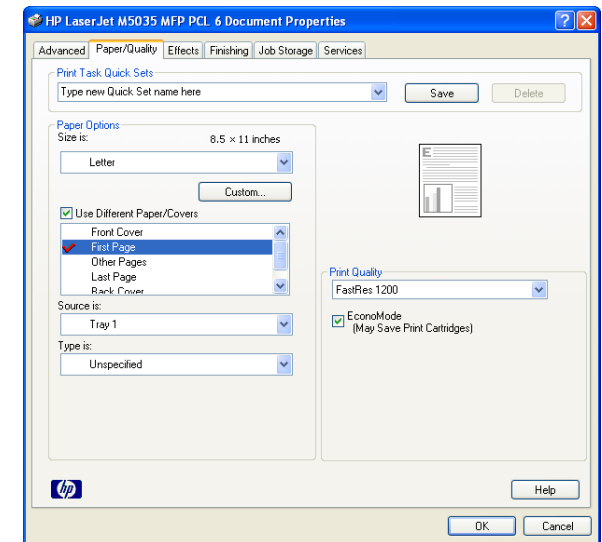 HP LaserJet M5035 MFP PCL 6 Document Properties
Advanced Paper/Quality Effects Finishing Job Storage Services
Print Task Quick Sets
Type new Quick Set name here
Save
Delete
Paper Options
Size is:
8.5 × 11 inches
Letter
Custom...
Use Different Paper/Covers
Front Cover
First Page
Other Pages
Last Page
Back Cover
Source is:
Tray 1
Type is:
Unspecified
E
Print Quality
FastRes 1200
EconoMode
(May Save Print Cartridges)
hp
Help
OK
Cancel